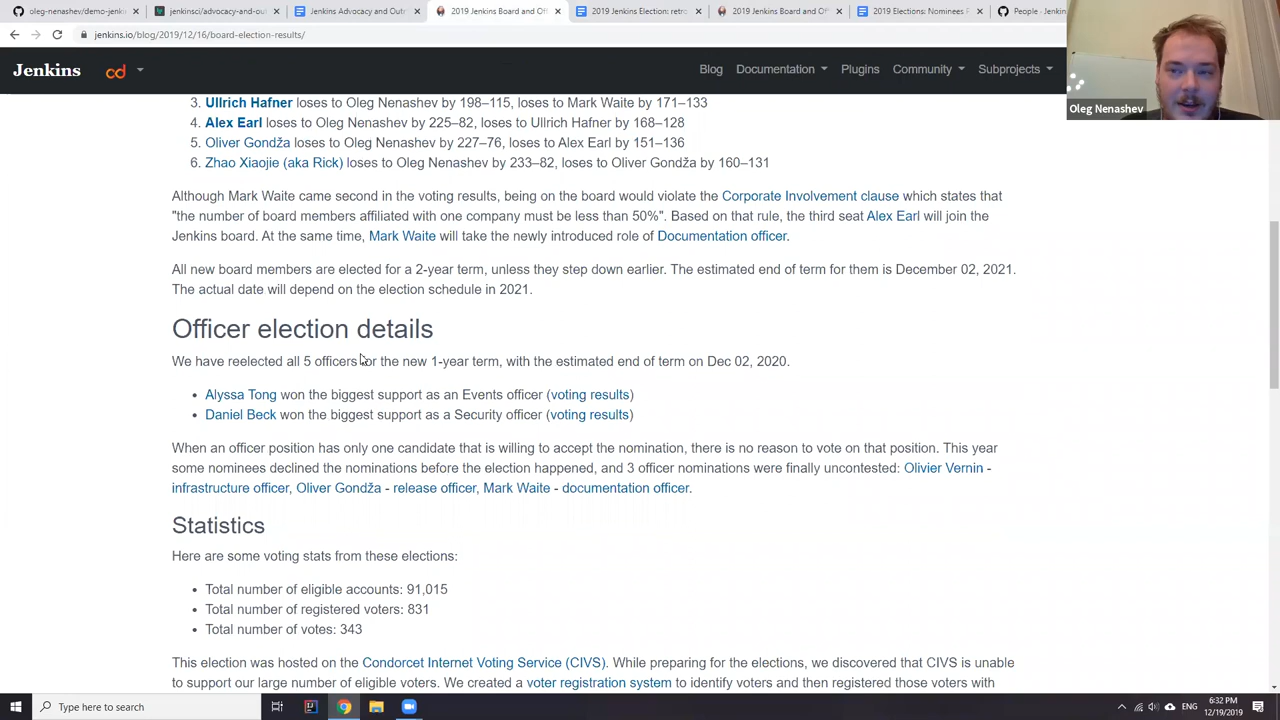 oleg-nenashev/demo-jenki
jenkinsci/advocacy-and-out
Jenkins Advocacy and Outr
2019 Jenkins Board and Off
2019 Jenkins Election: retro
2019 Jenkins Board and Of
2019 Elections: Nominees P
People · Jenkin
jenkins.io/blog/2019/12/16/board-election-results/
Jenkins
cd
Blog
Documentation
Plugins
Community
Subprojects
Oleg Nenashev
3. Ullrich Hafner loses to Oleg Nenashev by 198–115, loses to Mark Waite by 171–133
4. Alex Earl loses to Oleg Nenashev by 225–82, loses to Ullrich Hafner by 168–128
5. Oliver Gondža loses to Oleg Nenashev by 227–76, loses to Alex Earl by 151–136
6. Zhao Xiaojie (aka Rick) loses to Oleg Nenashev by 233–82, loses to Oliver Gondža by 160–131
Although Mark Waite came second in the voting results, being on the board would violate the Corporate Involvement clause which states that
"the number of board members affiliated with one company must be less than 50%". Based on that rule, the third seat Alex Earl will join the
Jenkins board. At the same time, Mark Waite will take the newly introduced role of Documentation officer.
All new board members are elected for a 2-year term, unless they step down earlier. The estimated end of term for them is December 02, 2021.
The actual date will depend on the election schedule in 2021.
Officer election details
We have reelected all 5 officers for the new 1-year term, with the estimated end of term on Dec 02, 2020.
• Alyssa Tong won the biggest support as an Events officer (voting results)
• Daniel Beck won the biggest support as a Security officer (voting results)
When an officer position has only one candidate that is willing to accept the nomination, there is no reason to vote on that position. This year
some nominees declined the nominations before the election happened, and 3 officer nominations were finally uncontested: Olivier Vernin -
infrastructure officer, Oliver Gondža - release officer, Mark Waite - documentation officer.
Statistics
Here are some voting stats from these elections:
• Total number of eligible accounts: 91,015
• Total number of registered voters: 831
• Total number of votes: 343
This election was hosted on the Condorcet Internet Voting Service (CIVS). While preparing for the elections, we discovered that CIVS is unable
to support our large number of eligible voters. We created a voter registration system to identify voters and then registered those voters with
Type here to search
ENG
6:32 PM
12/19/2019